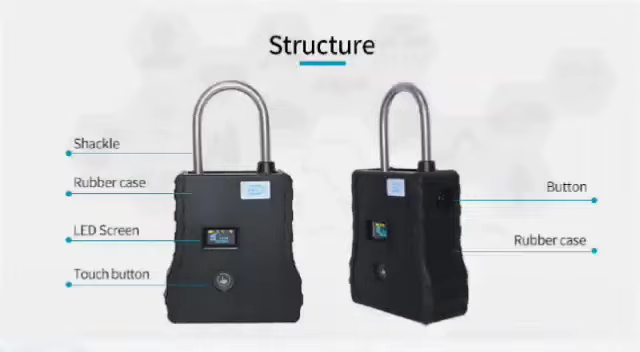 Structure
Shackle
Rubber case
LED Screen
Touch button
Button
Rubber case